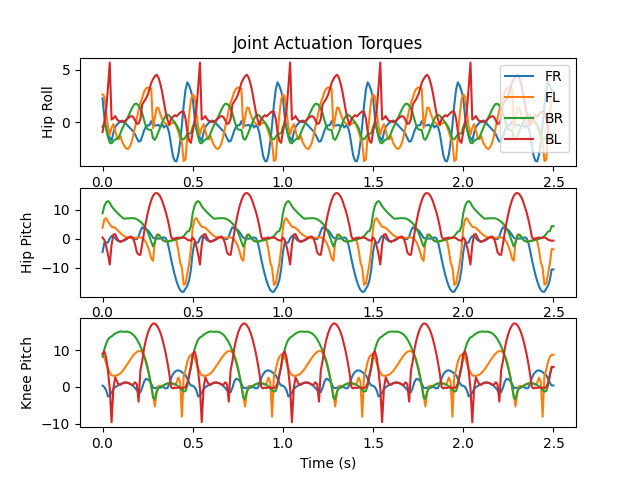 Joint Actuation Torques
Hip Roll
5
0
FR
FL
BR
BL
0.0 0.5 1.0 1.5 2.0 2.5
Hip Pitch
10
0
−10
0.0 0.5 1.0 1.5 2.0 2.5
Knee Pitch
10
0
−10
0.0 0.5 1.0 1.5 2.0 2.5
Time (s)